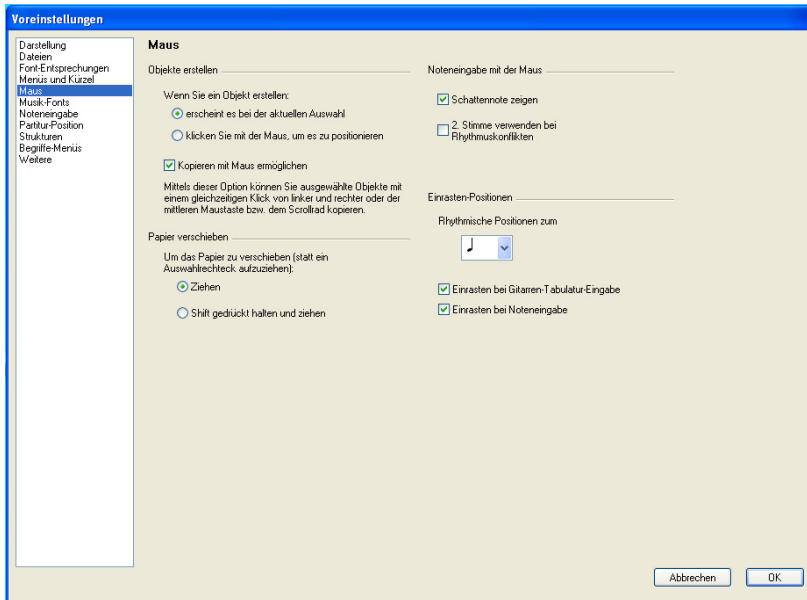 Voreinstellungen
Darstellung
Dateien
Font-Entsprechungen
Menüs und Kürzel
Maus
Musik-Fonts
Noteneingabe
Partitur-Position
Strukturen
Begriffe-Menüs
Weitere
Maus
Objekte erstellen
Wenn Sie ein Objekt erstellen:
erscheint es bei der aktuellen Auswahl
klicken Sie mit der Maus, um es zu positionieren
Kopieren mit Maus ermöglichen
Mittels dieser Option können Sie ausgewählte Objekte mit
einem gleichzeitigen Klick von linker und rechter oder der
mittleren Maustaste bzw. dem Scrollrad kopieren.
Papier verschieben
Um das Papier zu verschieben (statt ein
Auswahlrechteck aufzuziehen):
Ziehen
Shift gedrückt halten und ziehen
Noteneingabe mit der Maus
Schattennote zeigen
2. Stimme verwenden bei
Rhythmuskonflikten
Einrasten-Positionen
Rhythmische Positionen zum
Einrasten bei Gitarren-Tabulatur-Eingabe
Einrasten bei Noteneingabe
Abbrechen
OK